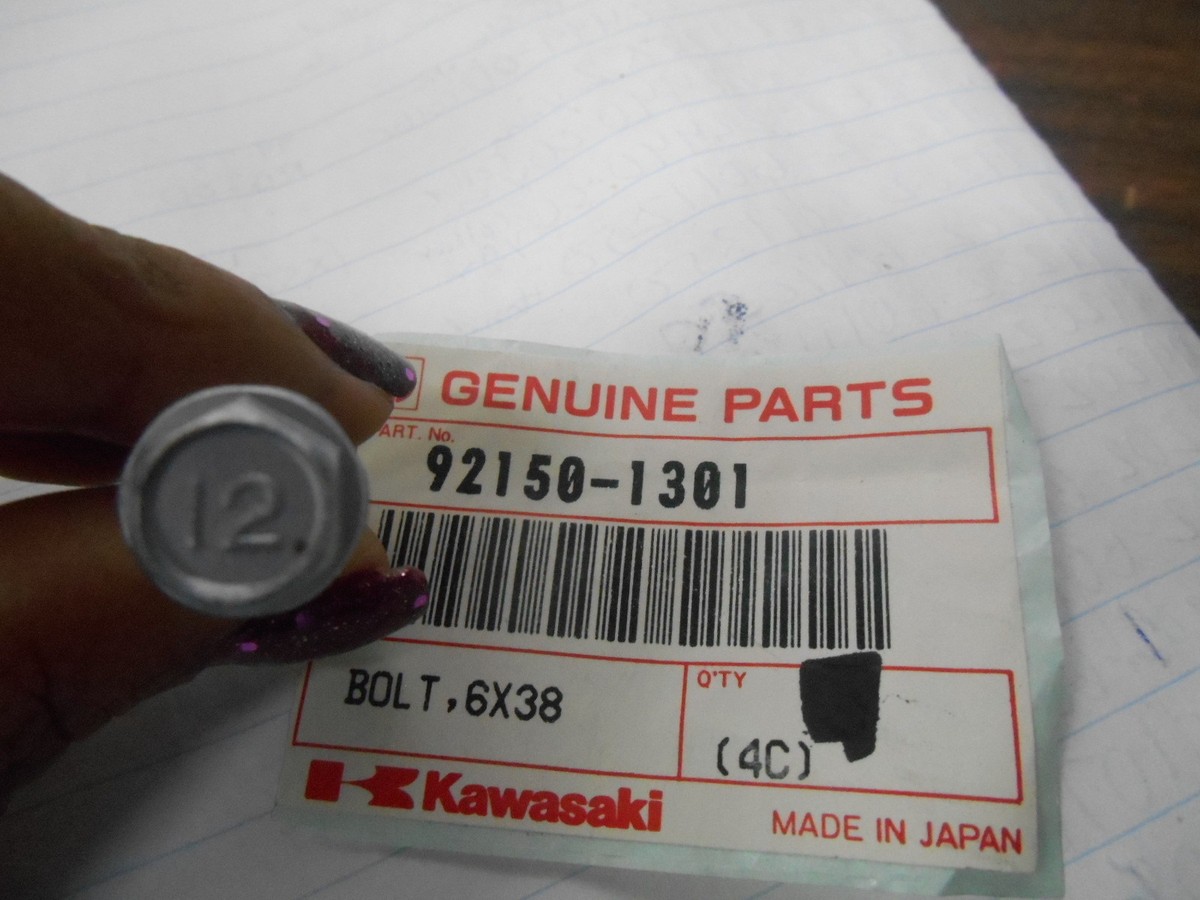 GENUINE PARTS
ART. No.
92150-1301
12
BOLT,6X38
Q'TY
(4C)
Kawasaki
MADE IN JAPAN